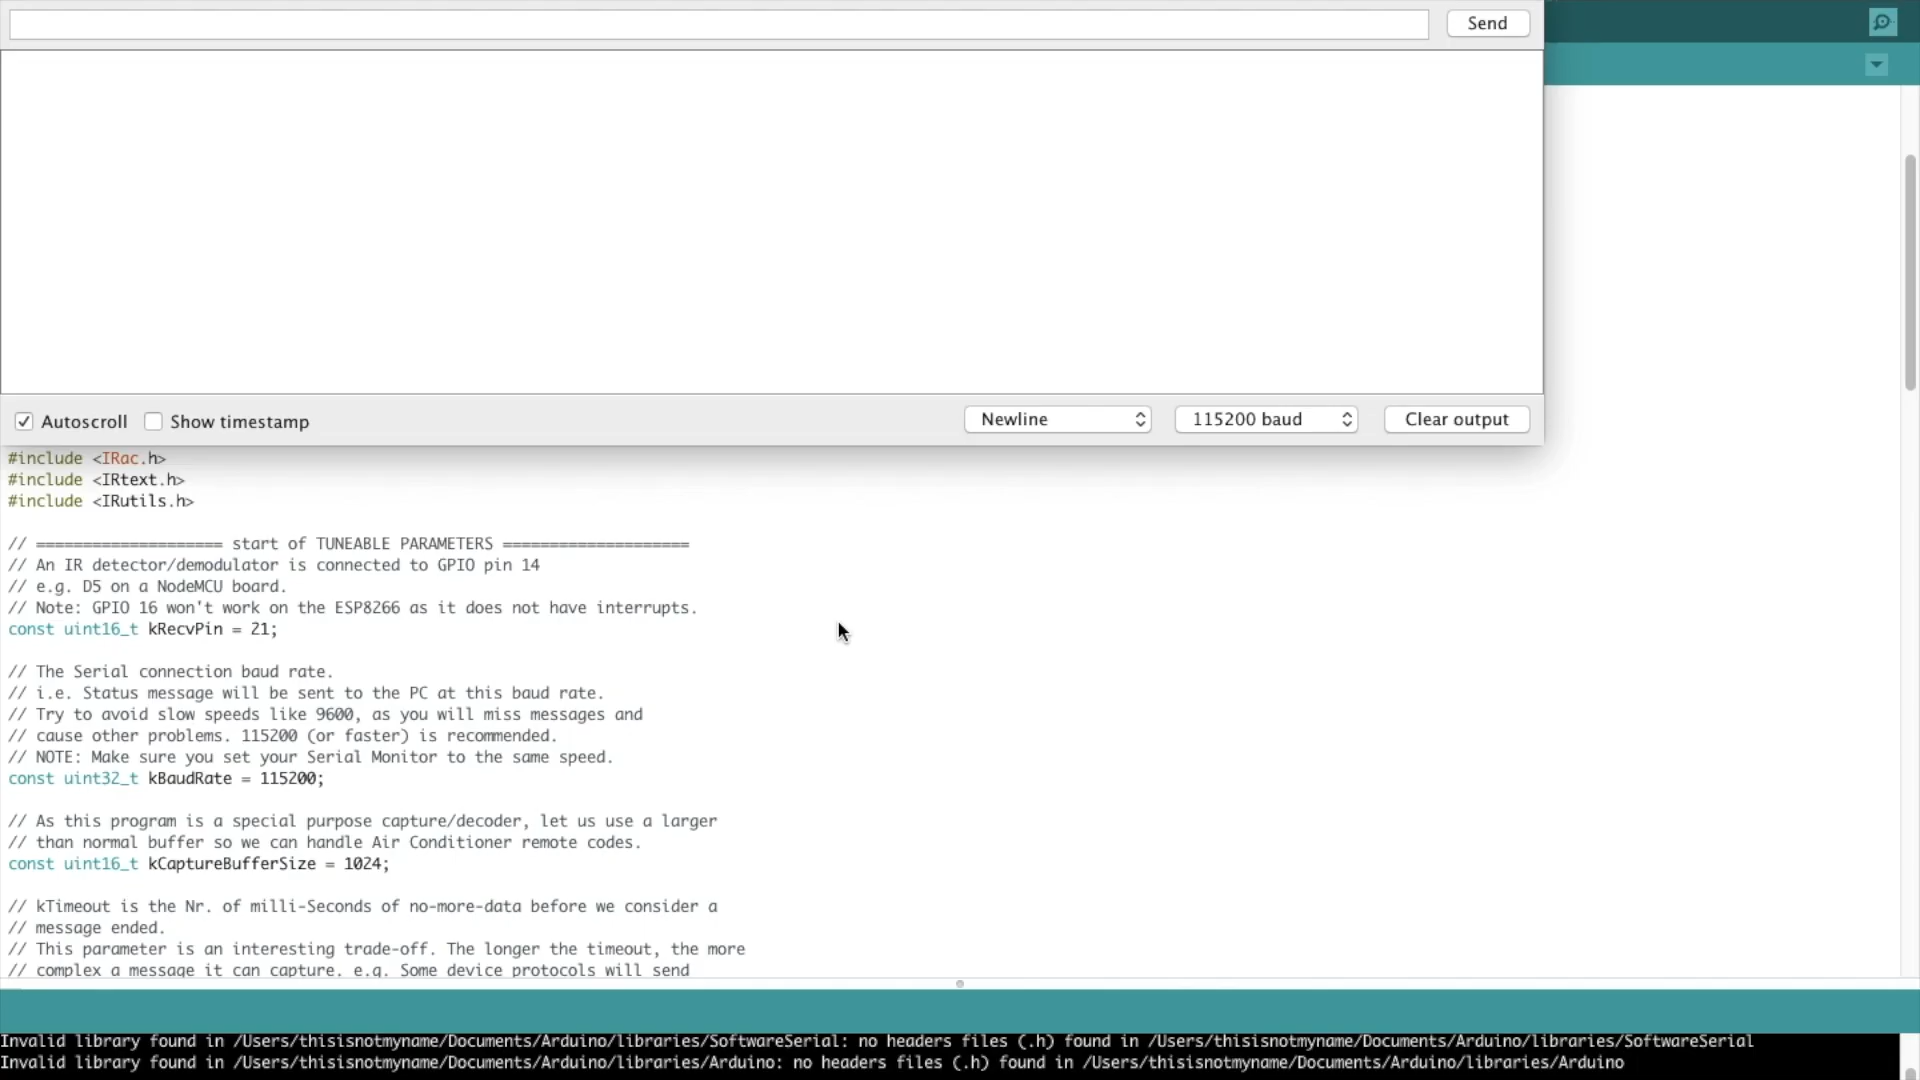 Send
Autoscroll
Show timestamp
Newline
115200 baud
Clear output
#include <IRac.h>
#include <IRtext.h>
#include <IRutils.h>
// ==================== start of TUNEABLE PARAMETERS ====================
// An IR detector/demodulator is connected to GPIO pin 14
// e.g. D5 on a NodeMCU board.
// Note: GPIO 16 won't work on the ESP8266 as it does not have interrupts.
const uint16_t kRecvPin = 21;
// The Serial connection baud rate.
// i.e. Status message will be sent to the PC at this baud rate.
// Try to avoid slow speeds like 9600, as you will miss messages and
// cause other problems. 115200 (or faster) is recommended.
// NOTE: Make sure you set your Serial Monitor to the same speed.
const uint32_t kBaudRate = 115200;
// As this program is a special purpose capture/decoder, let us use a larger
// than normal buffer so we can handle Air Conditioner remote codes.
const uint16_t kCaptureBufferSize = 1024;
// kTimeout is the Nr. of milli-Seconds of no-more-data before we consider a
// message ended.
// This parameter is an interesting trade-off. The longer the timeout, the more
// complex a message it can capture. e.g. Some device protocols will send
Invalid library found in /Users/thisisnotmyname/Documents/Arduino/libraries/SoftwareSerial: no headers files (.h) found in /Users/thisisnotmyname/Documents/Arduino/libraries/SoftwareSerial
Invalid library found in /Users/thisisnotmyname/Documents/Arduino/libraries/Arduino: no headers files (.h) found in /Users/thisisnotmyname/Documents/Arduino/libraries/Arduino